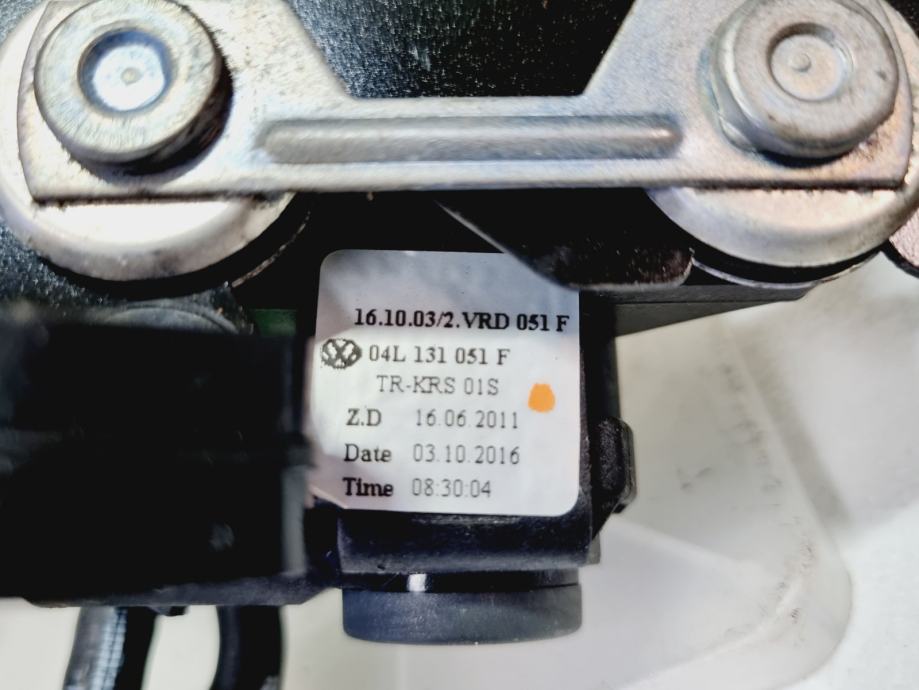 16.10.03/2.VRD 051 F
04L 131 051 F
TR-KRS 01S
Z.D 16.06.2011
Date 03.10.2016
Time 08:30:04